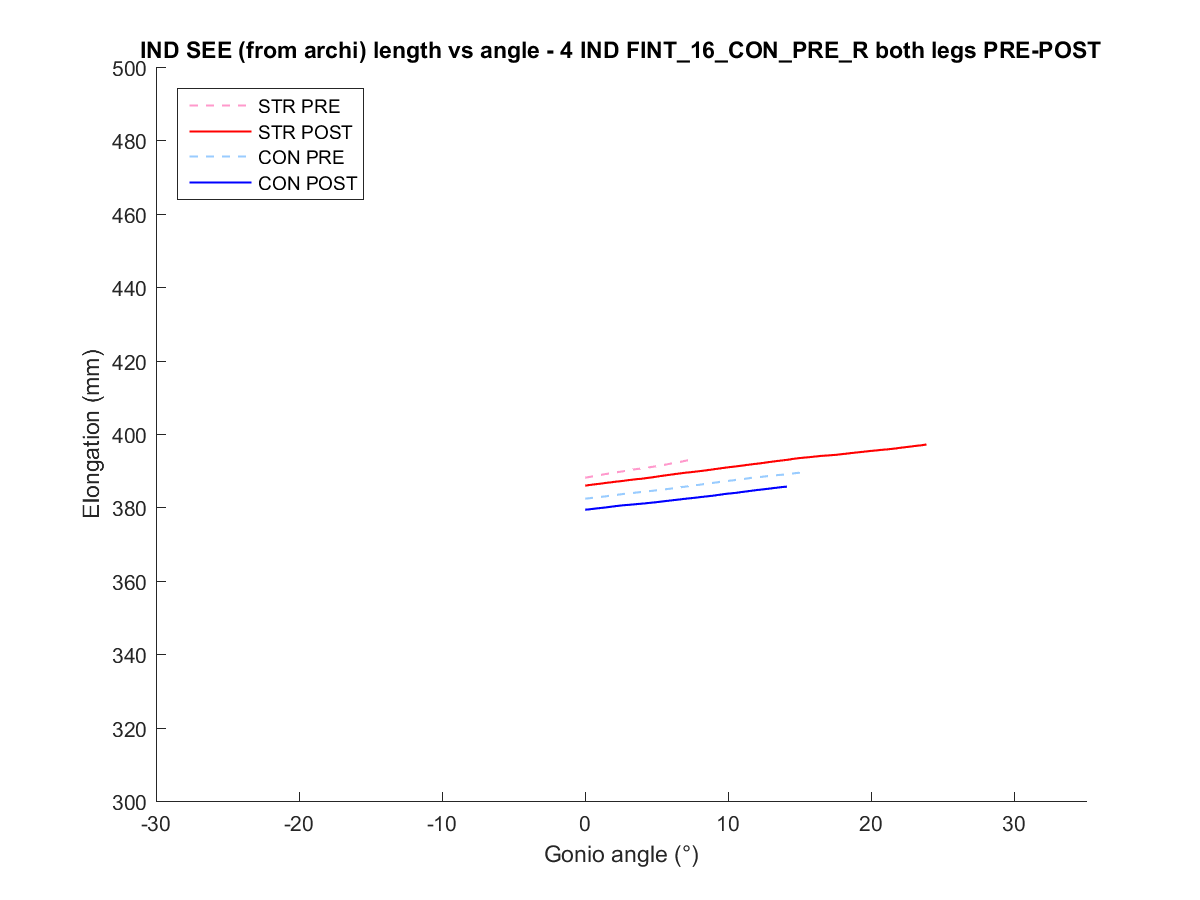 IND SEE (from archi) length vs angle - 4 IND FINT_16_CON_PRE_R both legs PRE-POST
500
480
460
440
420
400
380
360
340
320
300
Elongation (mm)
STR PRE
STR POST
CON PRE
CON POST
-30
-20
-10
0
10
20
30
Gonio angle (°)